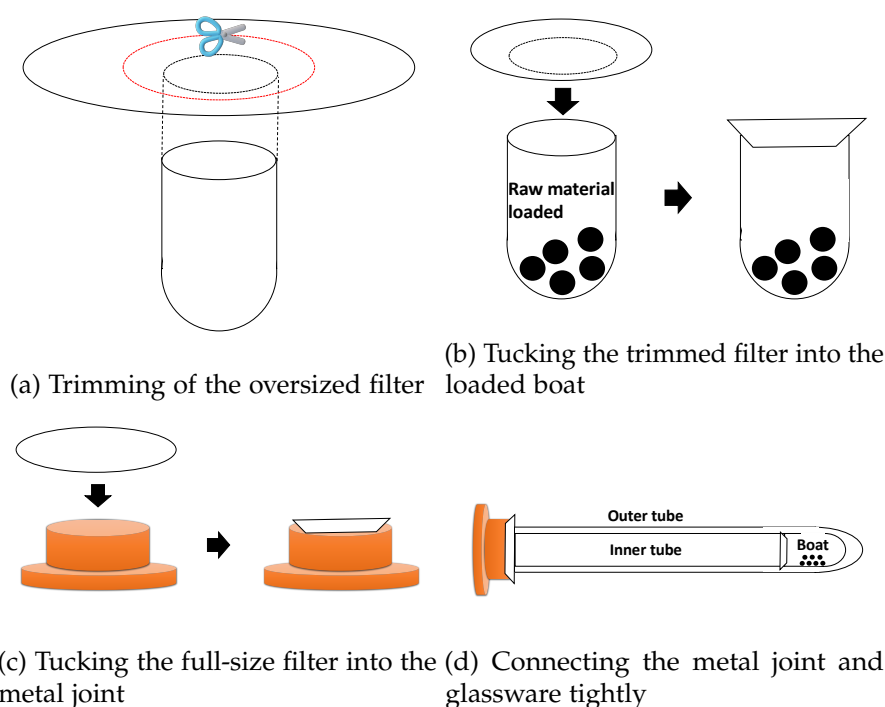 Raw material
loaded
(a) Trimming of the oversized filter
(b) Tucking the trimmed filter into the
loaded boat
(c) Tucking the full-size filter into the
metal joint
Outer tube
Inner tube
Boat
(d) Connecting the metal joint and
glassware tightly